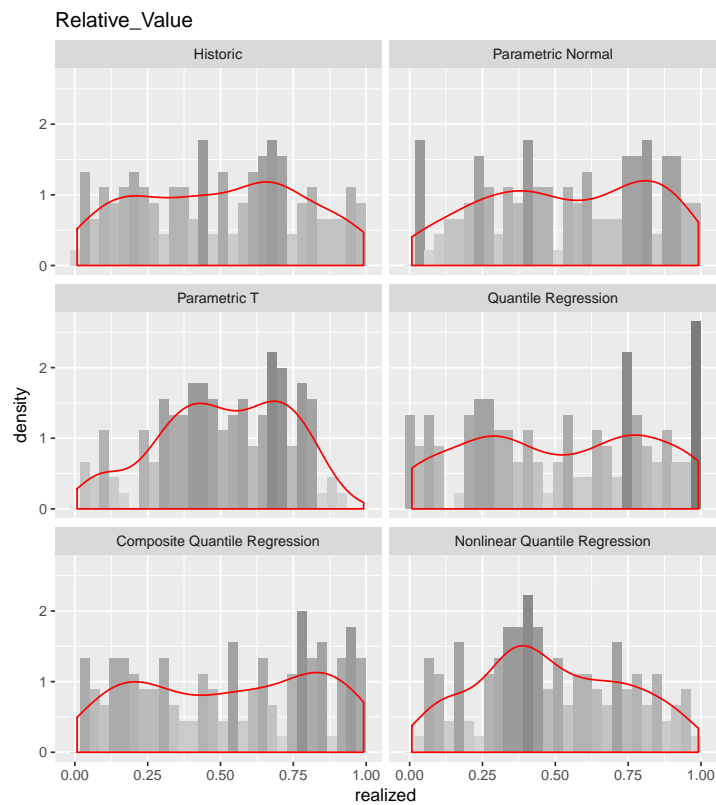 Relative_Value
Historic
Parametric Normal
2
1
0
Parametric T
Quantile Regression
2
1
0
Composite Quantile Regression
Nonlinear Quantile Regression
2
1
0
density
0.00 0.25 0.50 0.75 1.00 0.00 0.25 0.50 0.75 1.00
realized